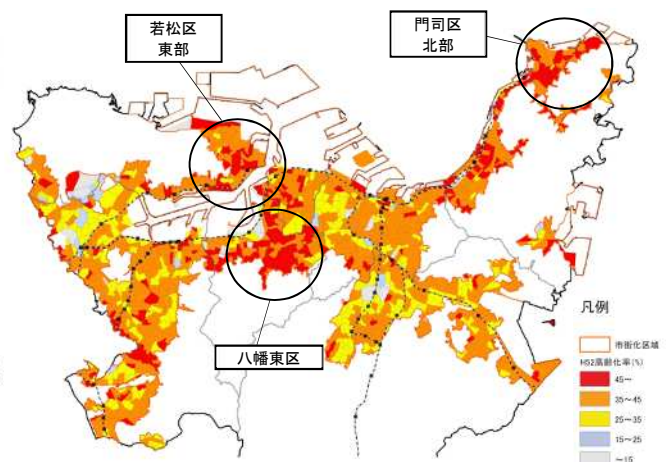 若松区
東部
門司区
北部
八幡東区
凡例
市街化区域
H52高齢化率(%)
45～
35～45
25～35
15～25
～15